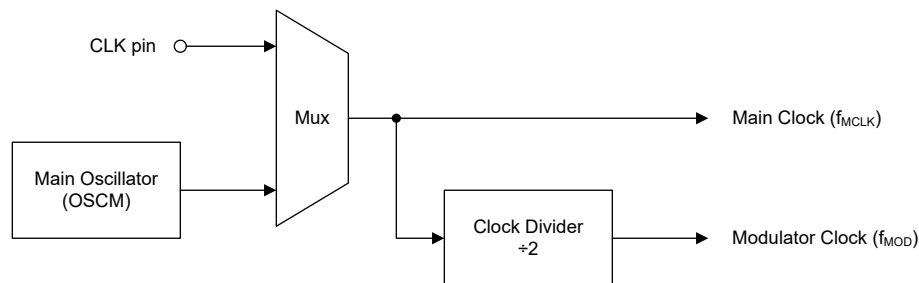 CLK pin
Mux
Main Clock (fMCLK)
Main Oscillator
(OSCM)
Clock Divider
÷2
Modulator Clock (fMOD)